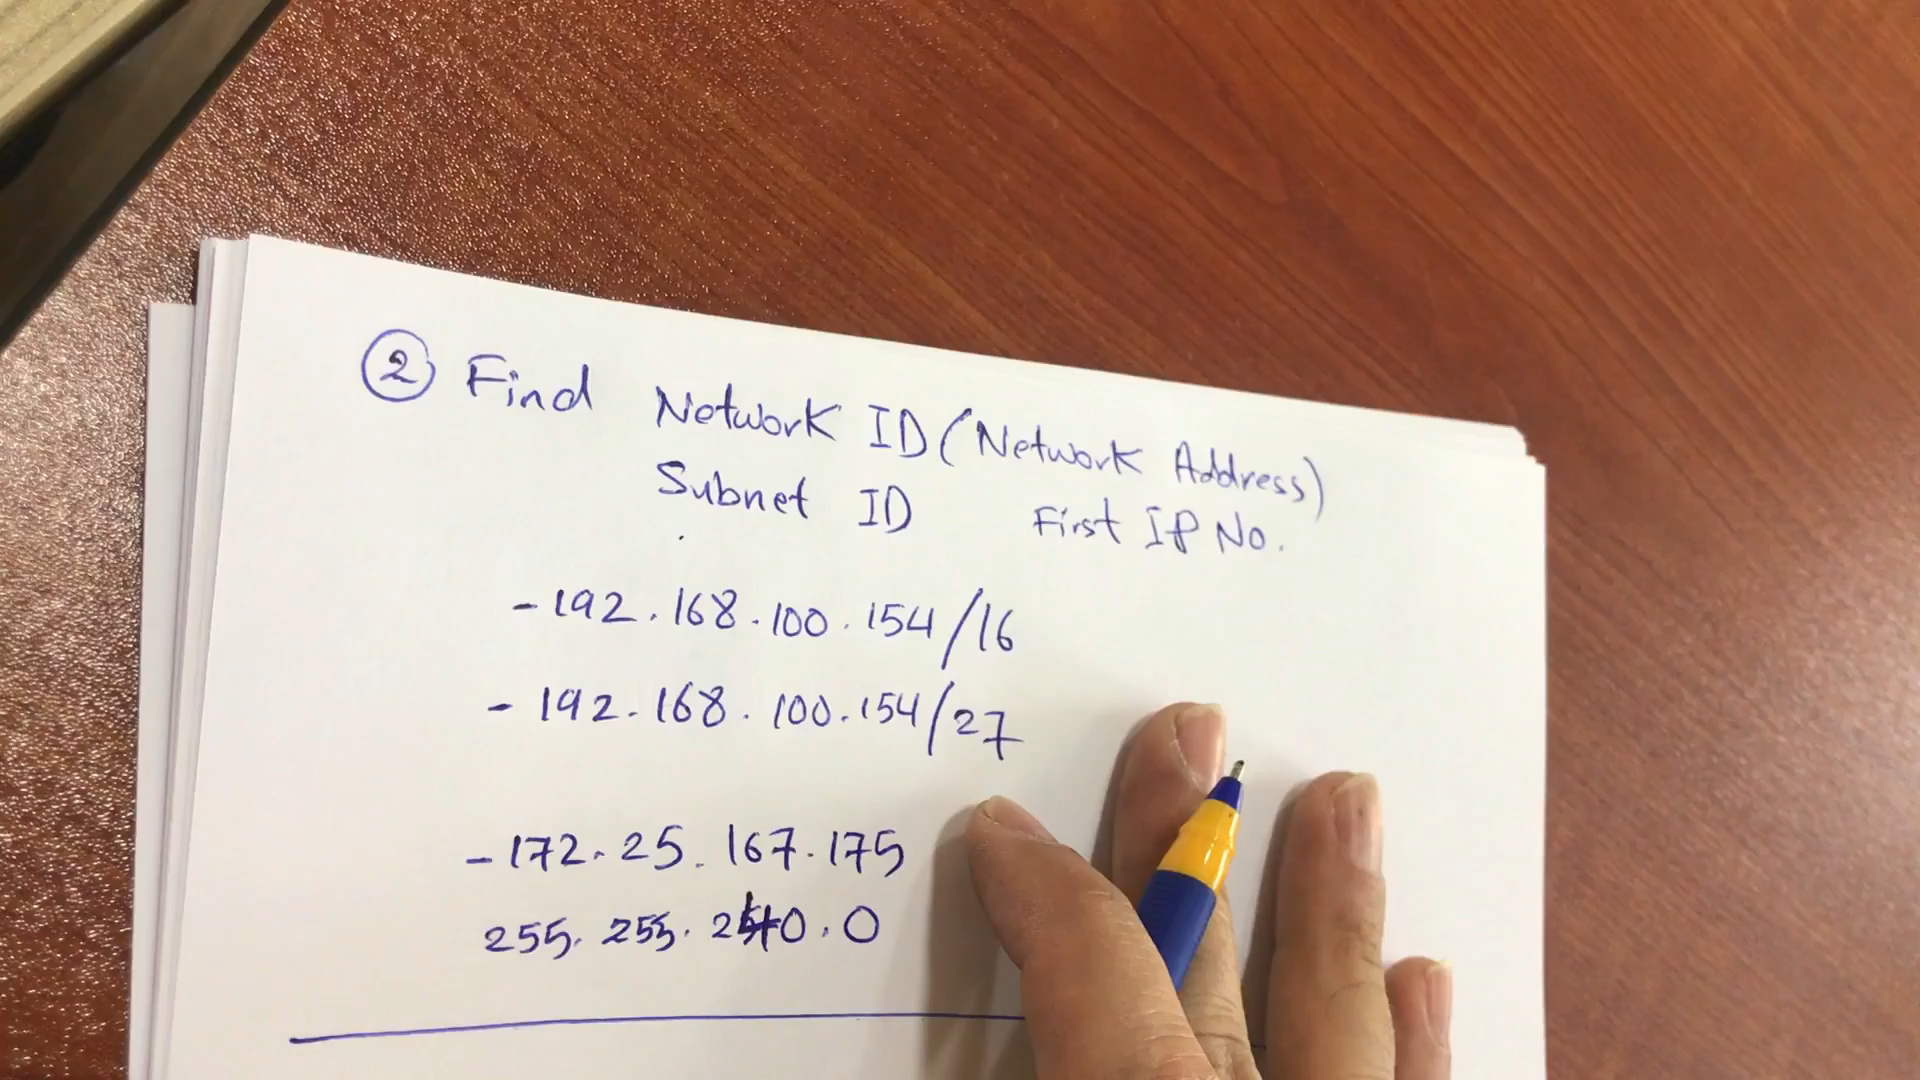 ② Find Network ID (Network Address)
Subnet ID First IP No.
- 192.168.100.154/16
- 192.168.100.154/27
- 172.25.167.175
255.255.240.0